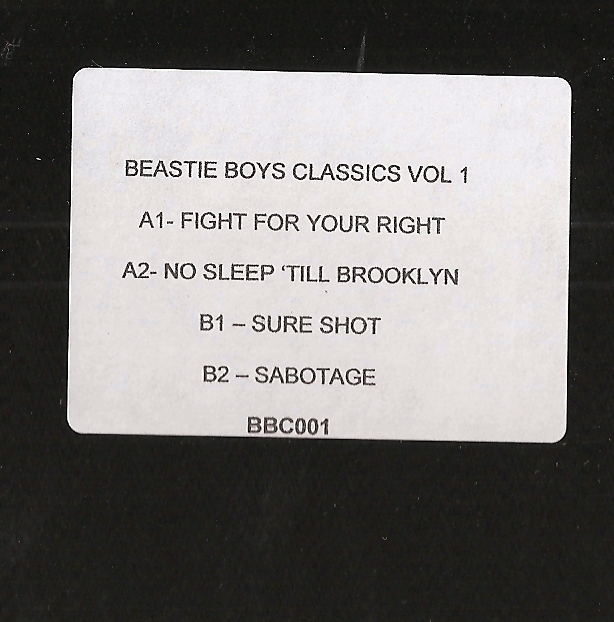 BEASTIE BOYS CLASSICS VOL 1
A1- FIGHT FOR YOUR RIGHT
A2- NO SLEEP ‘TILL BROOKLYN
B1 – SURE SHOT
B2 – SABOTAGE
BBC001